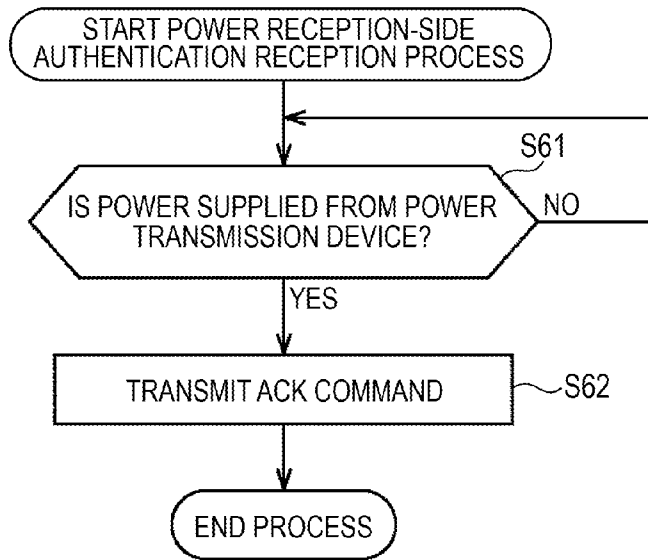 START POWER RECEPTION-SIDE
AUTHENTICATION RECEPTION PROCESS
S61
IS POWER SUPPLIED FROM POWER
TRANSMISSION DEVICE?
NO
YES
TRANSMIT ACK COMMAND
S62
END PROCESS